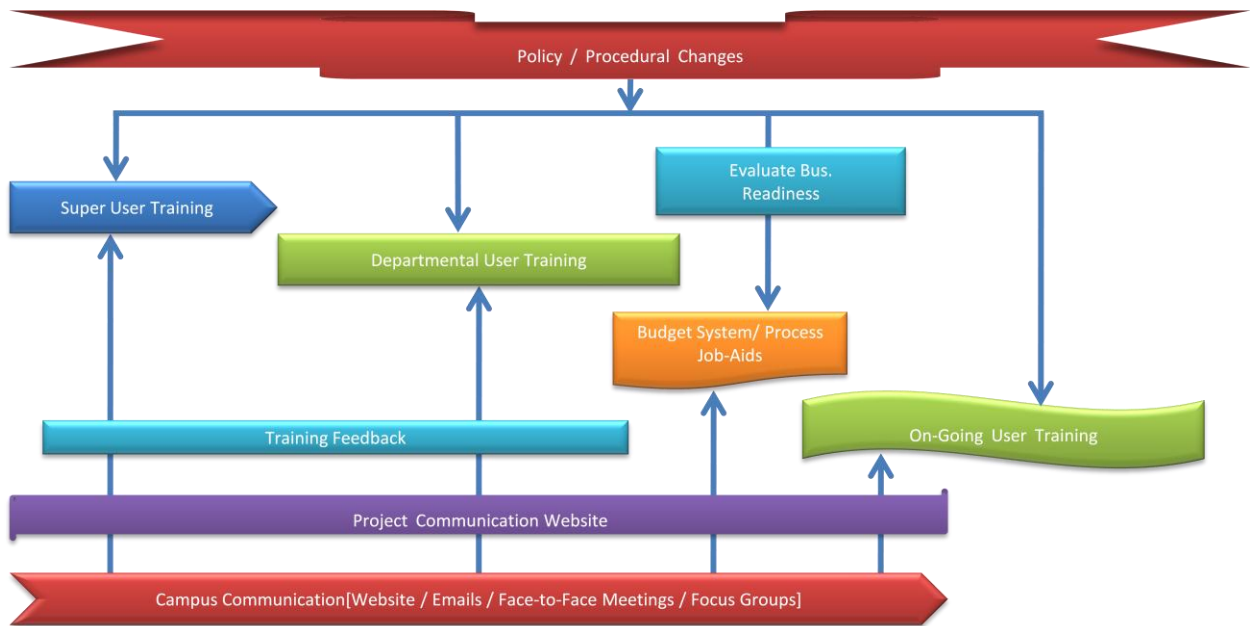 Policy / Procedural Changes
Evaluate Bus.
Readiness
Super User Training
Departmental User Training
Budget System/ Process
Job-Aids
Training Feedback
On-Going User Training
Project Communication Website
Campus Communication[Website / Emails / Face-to-Face Meetings / Focus Groups]